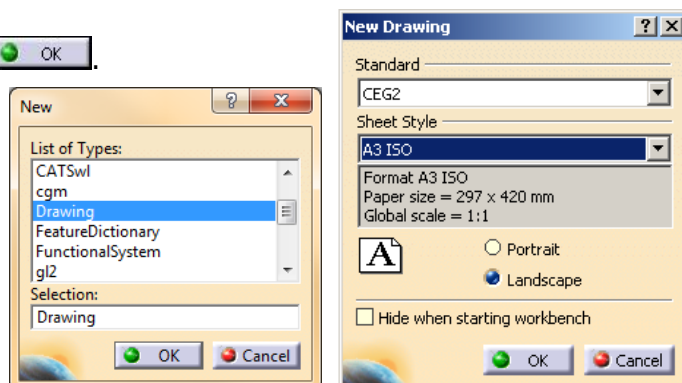 OK .
New
List of Types:
CATSwl
cgm
Drawing
FeatureDictionary
FunctionalSystem
gl2
Selection:
Drawing
OK Cancel
New Drawing
Standard
CEG2
Sheet Style
A3 ISO
Format A3 ISO
Paper size = 297 x 420 mm
Global scale = 1:1
A
Portrait
Landscape
Hide when starting workbench
OK Cancel